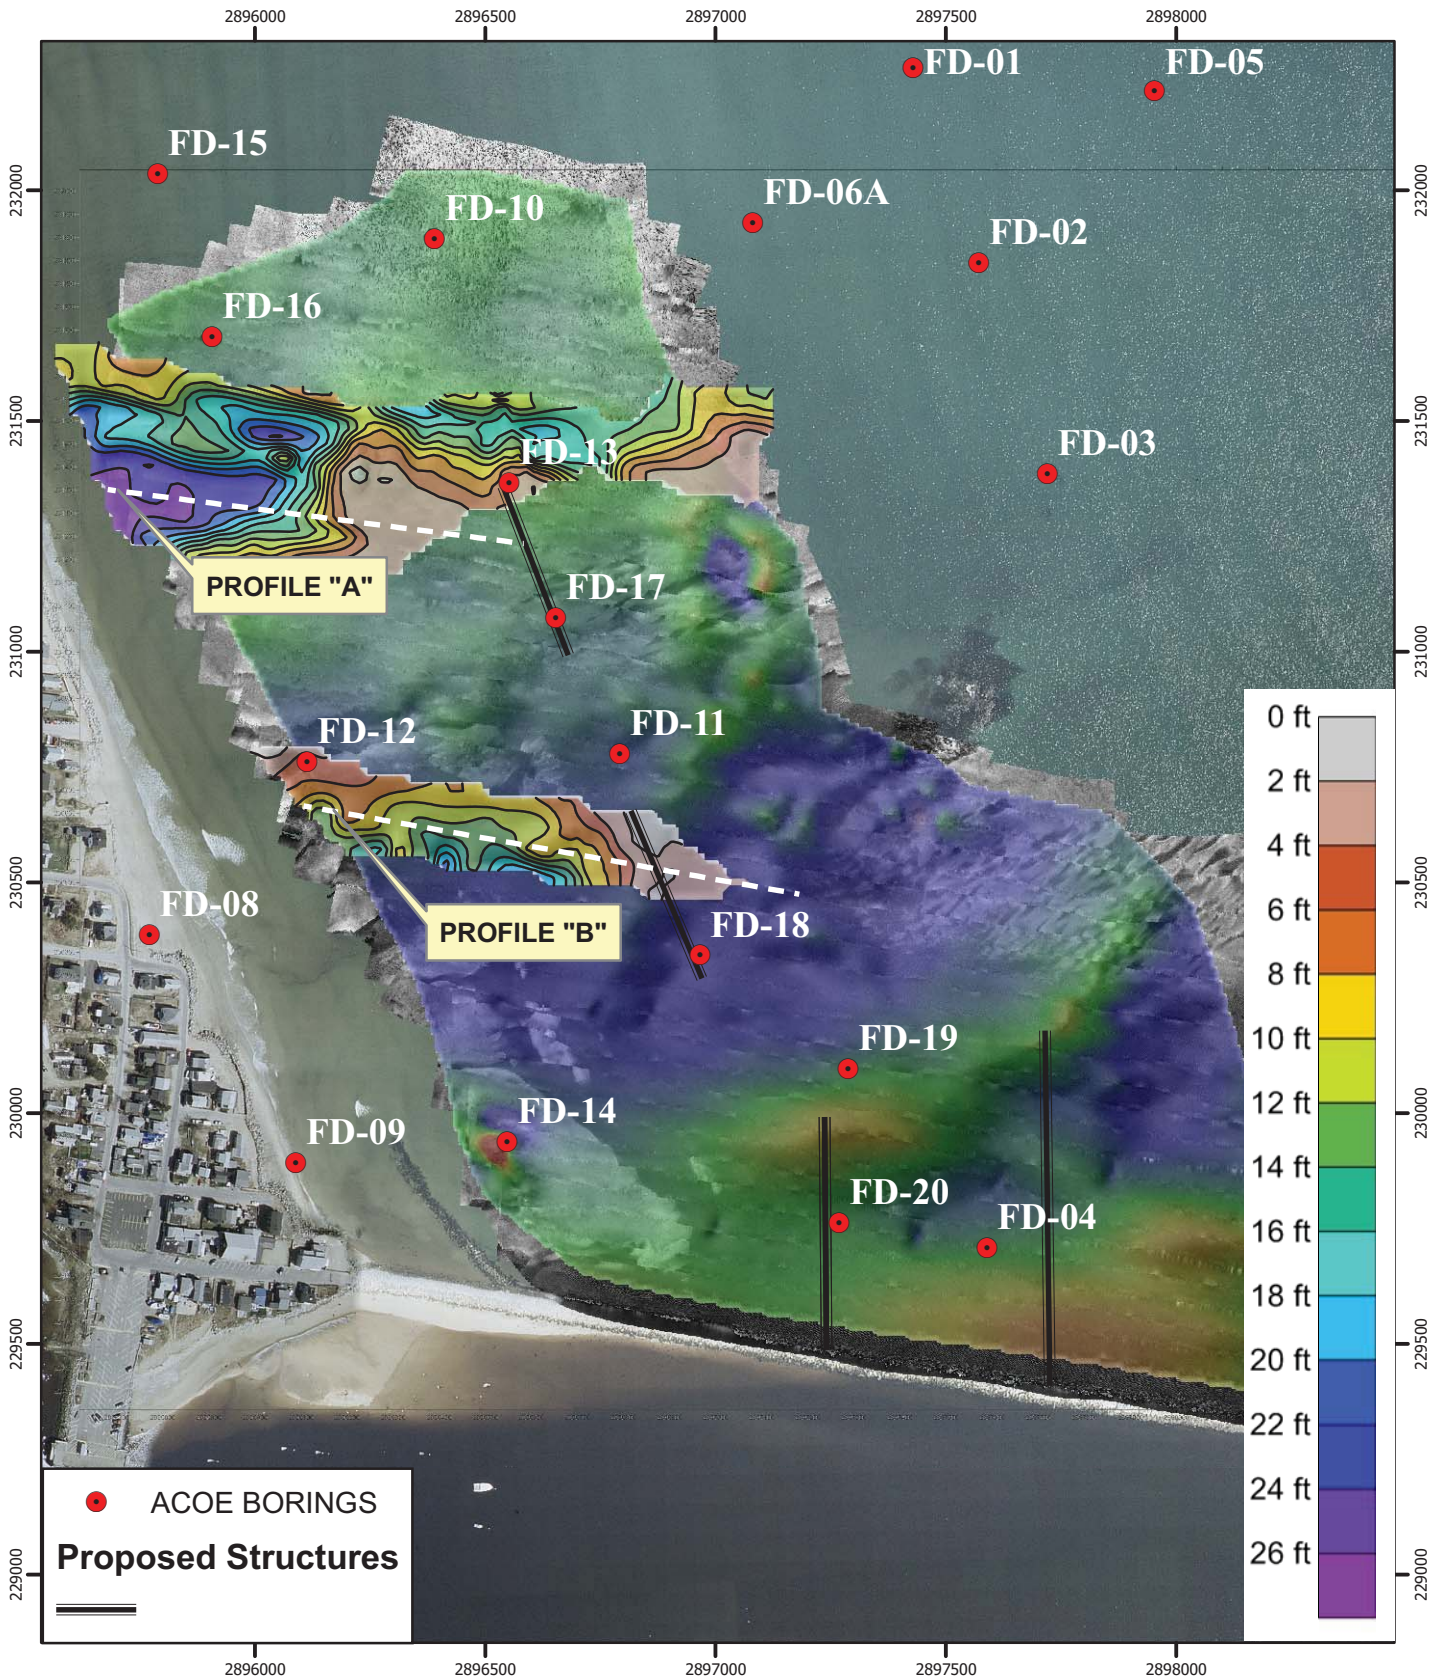 2896000 2896500 2897000 2897500 2898000
FD-01
FD-05
FD-15
232000
232000
FD-06A
FD-10
FD-02
FD-16
231500
231500
FD-13
FD-03
PROFILE "A"
FD-17
231000
231000
FD-12
FD-11
0 ft
2 ft
4 ft
6 ft
8 ft
10 ft
12 ft
14 ft
16 ft
18 ft
20 ft
22 ft
24 ft
26 ft
230500
230500
FD-08
PROFILE "B"
FD-18
FD-19
230000
230000
FD-14
FD-09
FD-20
FD-04
229500
229500
ACOE BORINGS
Proposed Structures
229000
229000
2896000 2896500 2897000 2897500 2898000